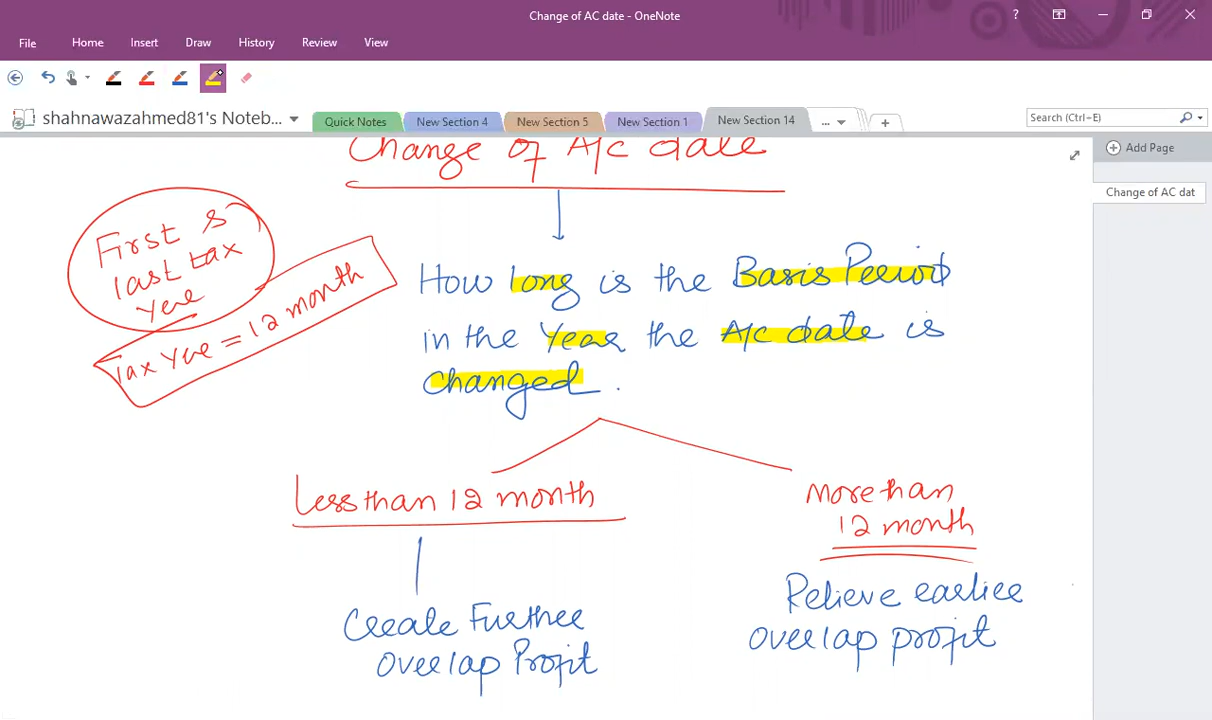 Change of AC date - OneNote
?
File Home Insert Draw History Review View
shahnawazahmed81's Noteb...
Quick Notes
New Section 4
New Section 5
New Section 1
New Section 14
...
+
Search (Ctrl+E)
Add Page
Change of AC dat
Change of A/c date
First &
last tax
year
Tax Year = 12 month
How long is the Basis Period
in the Year the A/c date is
changed.
Less than 12 month
More than
12 month
Create Further
Overlap Profit
Relieve earlier
overlap profit